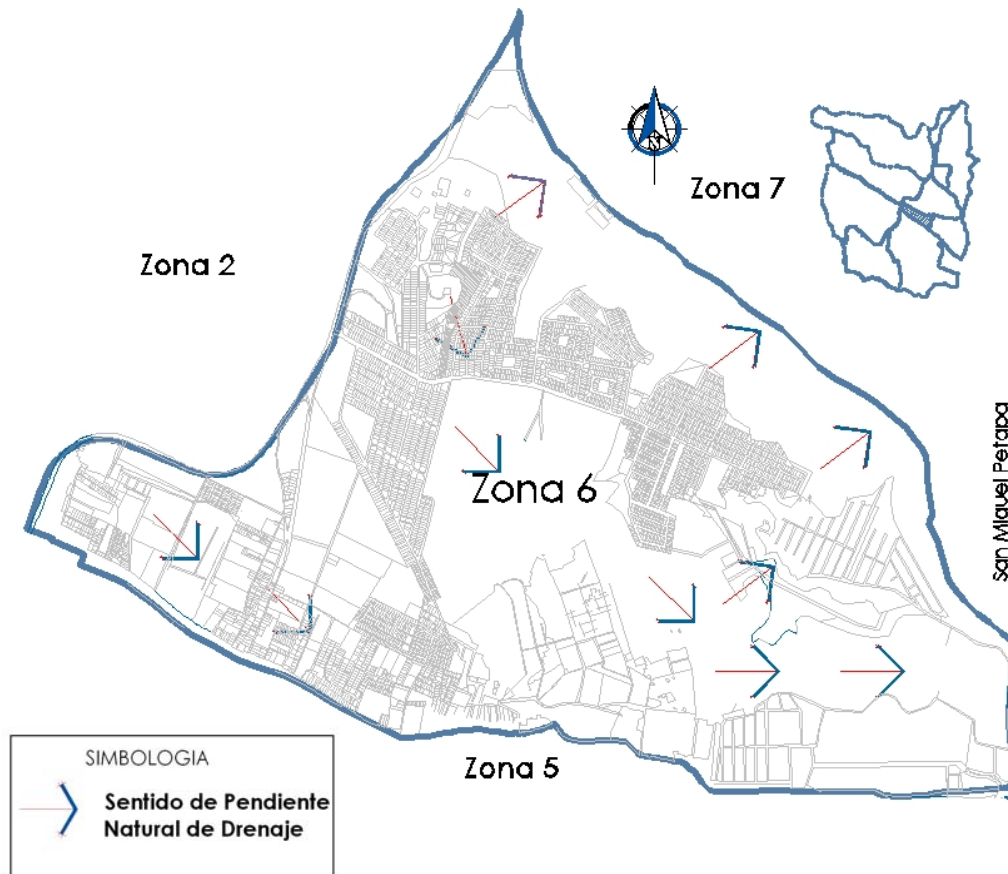 N
Zona 7
Zona 2
Zona 6
San Miguel Petapa
Zona 5
SIMBOLOGIA
Sentido de Pendiente
Natural de Drenaje